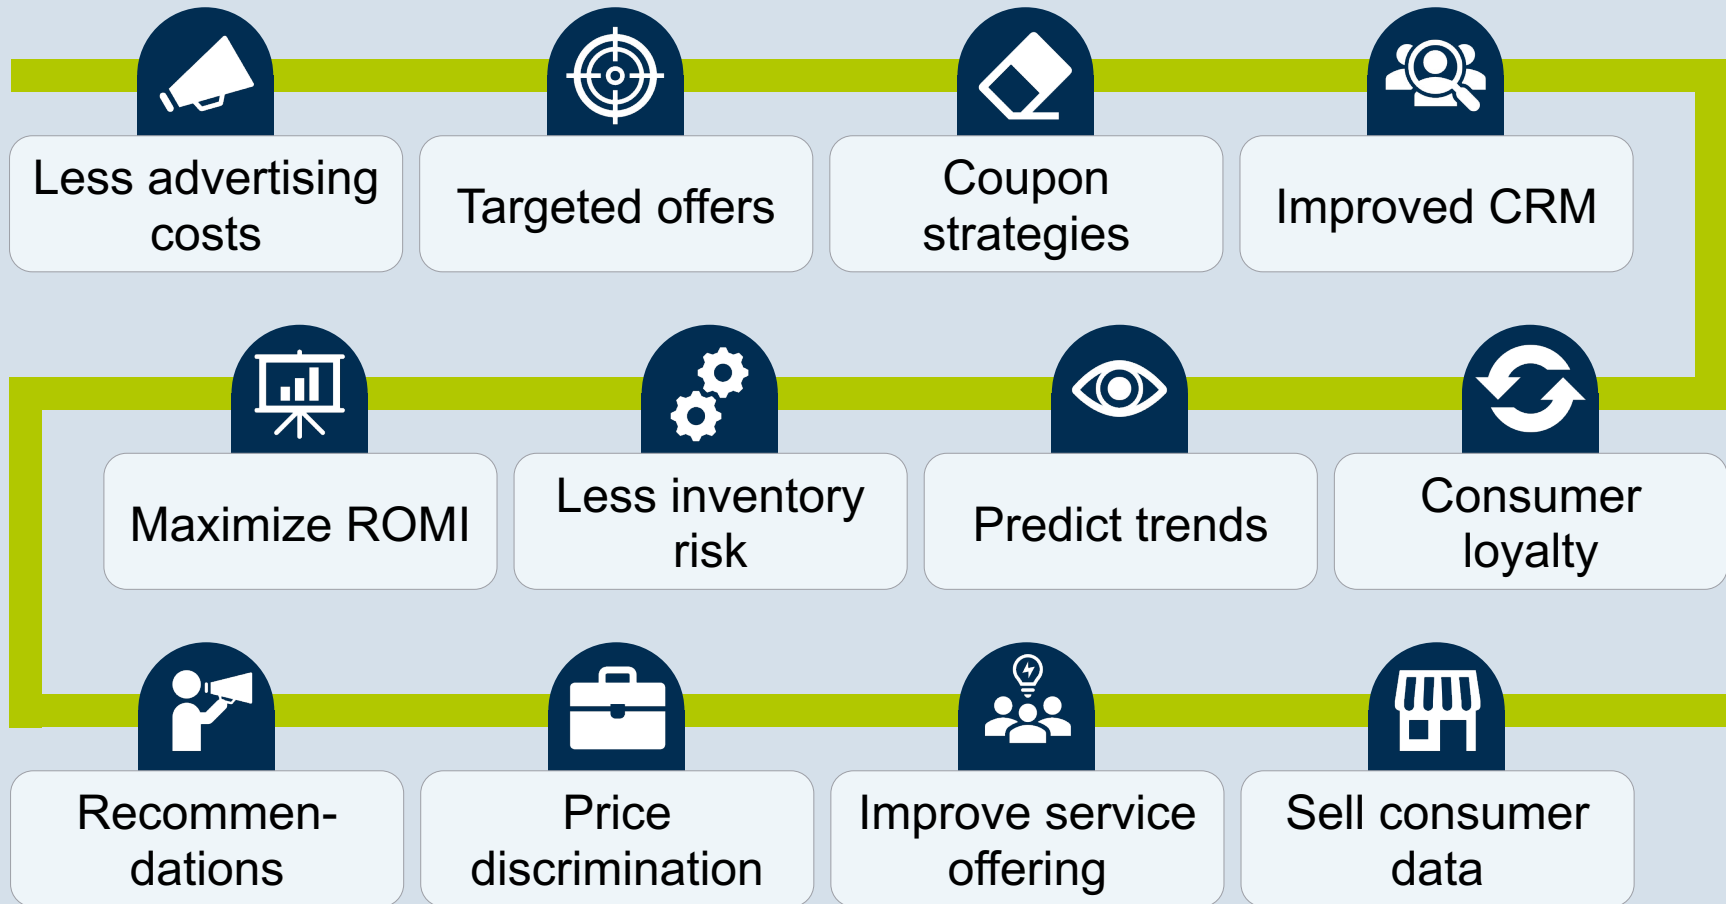 Less advertising
costs
Targeted offers
Coupon
strategies
Improved CRM
Maximize ROMI
Less inventory
risk
Predict trends
Consumer
loyalty
Recommen-
dations
Price
discrimination
Improve service
offering
Sell consumer
data